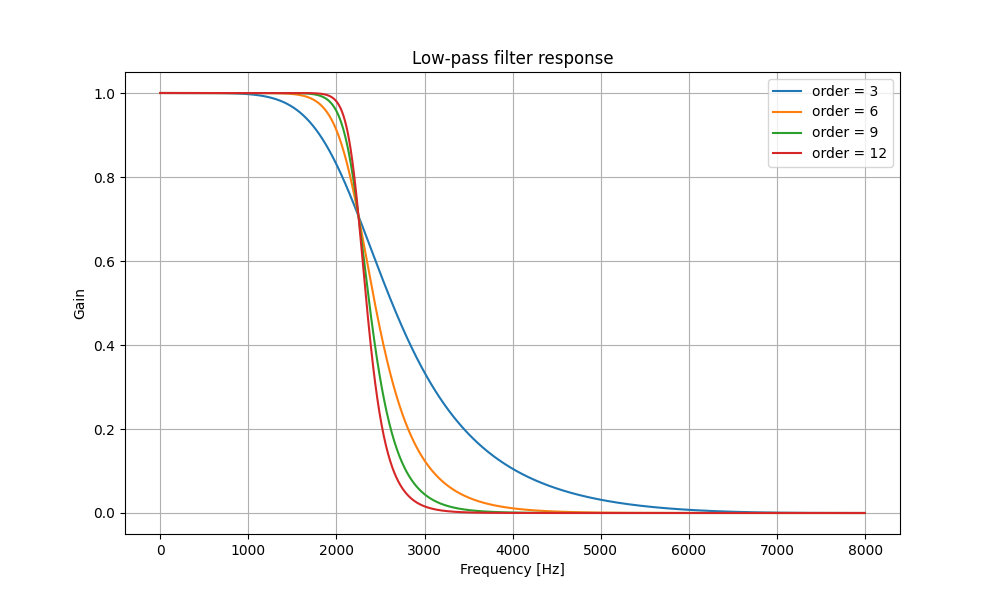 Low-pass filter response
order = 3
order = 6
order = 9
order = 12
Gain
1.0
0.8
0.6
0.4
0.2
0.0
0 1000 2000 3000 4000 5000 6000 7000 8000
Frequency [Hz]